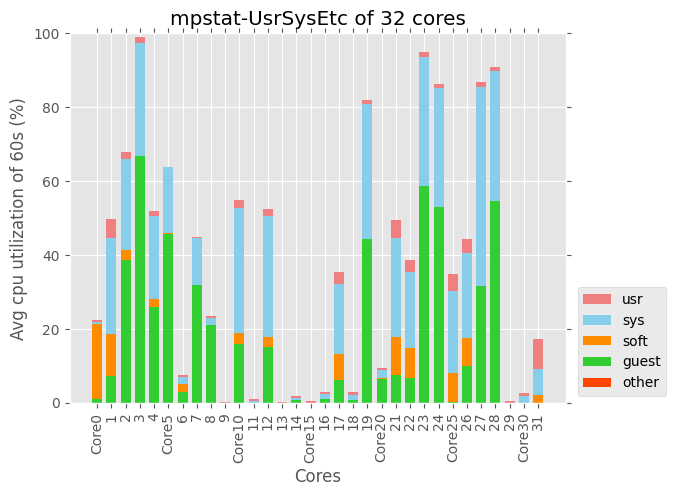 mpstat-UsrSysEtc of 32 cores
Avg cpu utilization of 60s (%)
100
80
60
40
20
0
Core0 1 2 3 4 Core5 6 7 8 9 Core10 11 12 13 14 Core15 16 17 18 19 Core20 21 22 23 24 Core25 26 27 28 29 Core30 31
Cores
usr
sys
soft
guest
other